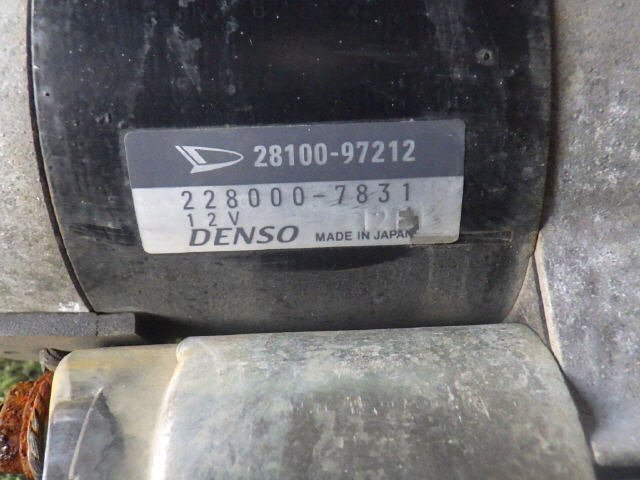 28100-97212
228000-7831
12V
DENSO MADE IN JAPAN